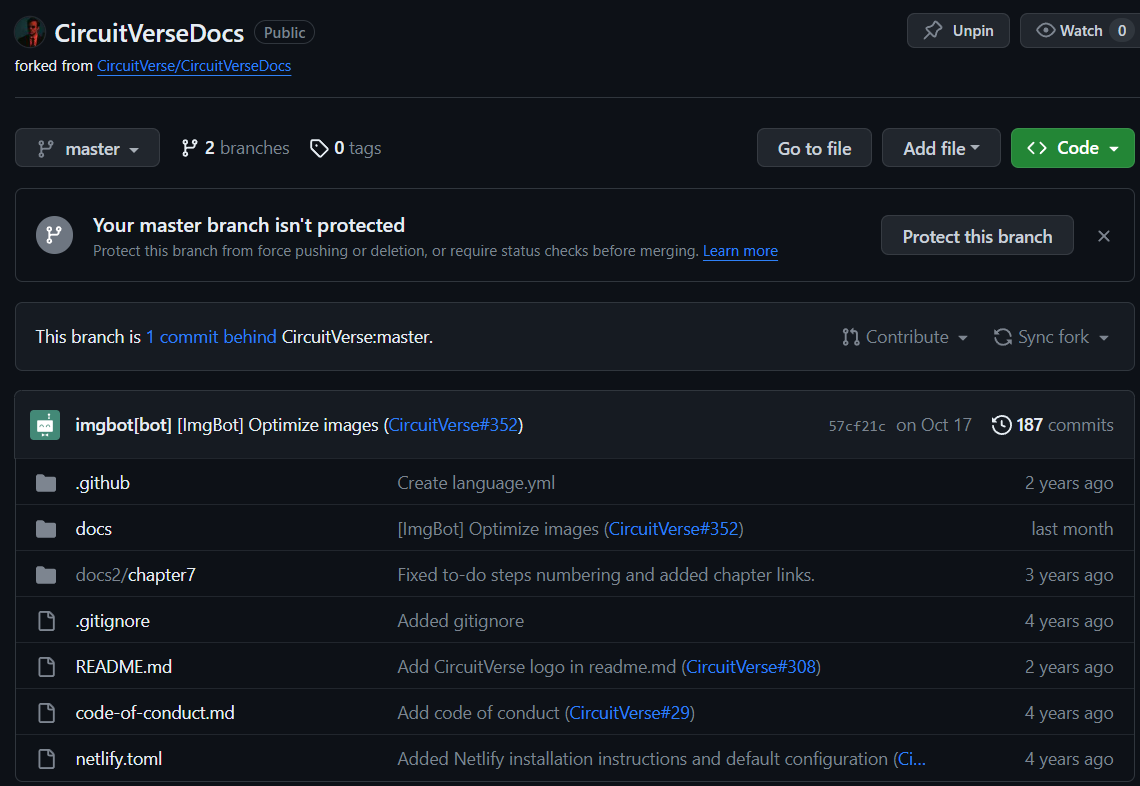 CircuitVerseDocs Public Unpin Watch 0
forked from CircuitVerse/CircuitVerseDocs
master 2 branches 0 tags Go to file Add file Code
Your master branch isn't protected
Protect this branch from force pushing or deletion, or require status checks before merging. Learn more
Protect this branch
This branch is 1 commit behind CircuitVerse:master. Contribute Sync fork
imgbot[bot] [ImgBot] Optimize images (CircuitVerse#352) 57cf21c on Oct 17 187 commits
.github Create language.yml 2 years ago
docs [ImgBot] Optimize images (CircuitVerse#352) last month
docs2/chapter7 Fixed to-do steps numbering and added chapter links. 3 years ago
.gitignore Added gitignore 4 years ago
README.md Add CircuitVerse logo in readme.md (CircuitVerse#308) 2 years ago
code-of-conduct.md Add code of conduct (CircuitVerse#29) 4 years ago
netlify.toml Added Netlify installation instructions and default configuration (Ci... 4 years ago